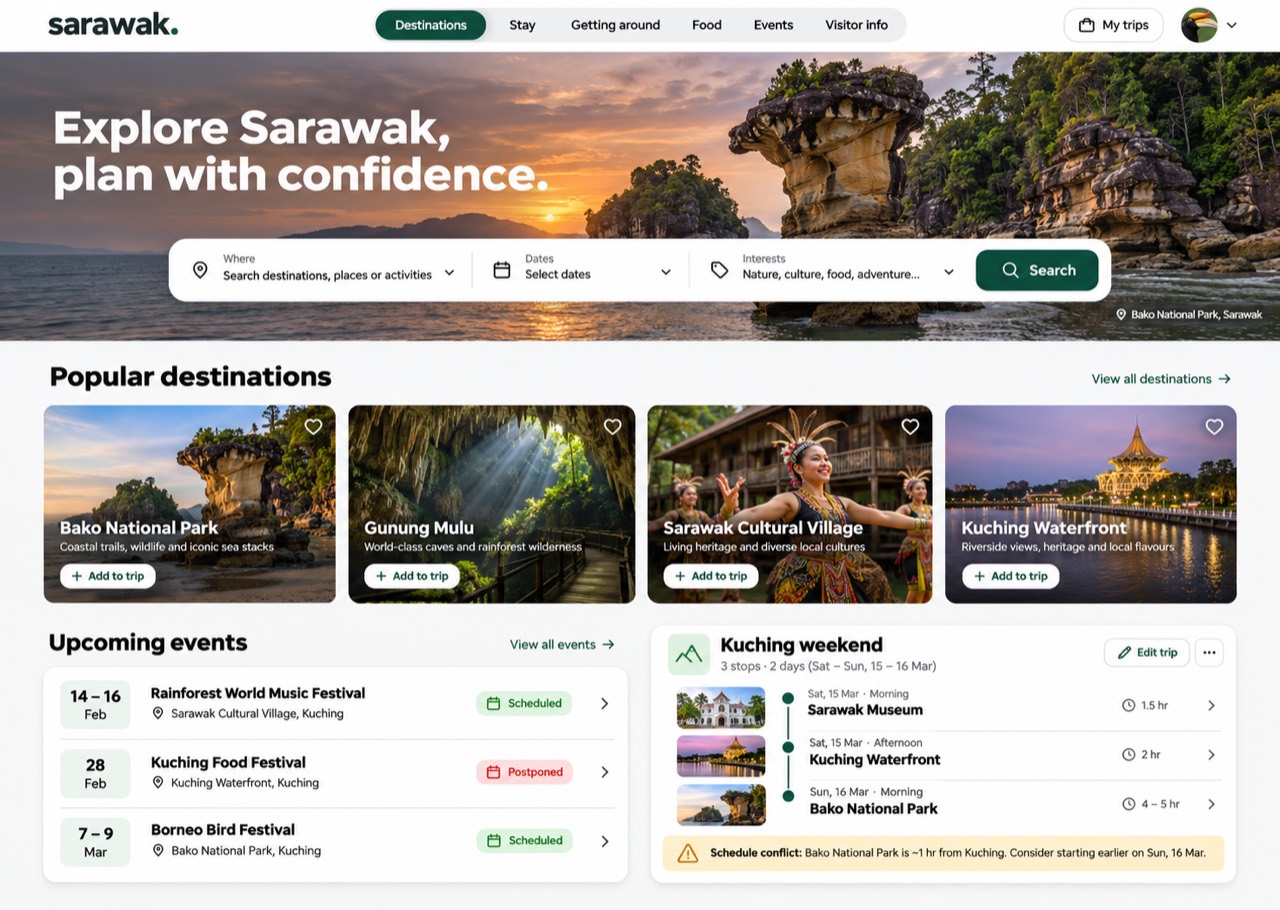 sarawak.
Destinations
Stay
Getting around
Food
Events
Visitor info
My trips
Explore Sarawak,
plan with confidence.
Where
Search destinations, places or activities
Dates
Select dates
Interests
Nature, culture, food, adventure...
Search
Bako National Park, Sarawak
Popular destinations
View all destinations →
Bako National Park
Coastal trails, wildlife and iconic sea stacks
+ Add to trip
Gunung Mulu
World-class caves and rainforest wilderness
+ Add to trip
Sarawak Cultural Village
Living heritage and diverse local cultures
+ Add to trip
Kuching Waterfront
Riverside views, heritage and local flavours
+ Add to trip
Upcoming events
View all events →
14 – 16
Feb
Rainforest World Music Festival
Sarawak Cultural Village, Kuching
Scheduled
28
Feb
Kuching Food Festival
Kuching Waterfront, Kuching
Postponed
7 – 9
Mar
Borneo Bird Festival
Bako National Park, Kuching
Scheduled
Kuching weekend
3 stops · 2 days (Sat – Sun, 15 – 16 Mar)
Edit trip
Sat, 15 Mar · Morning
Sarawak Museum
1.5 hr
Sat, 15 Mar · Afternoon
Kuching Waterfront
2 hr
Sun, 16 Mar · Morning
Bako National Park
4 – 5 hr
Schedule conflict: Bako National Park is ~1 hr from Kuching. Consider starting earlier on Sun, 16 Mar.